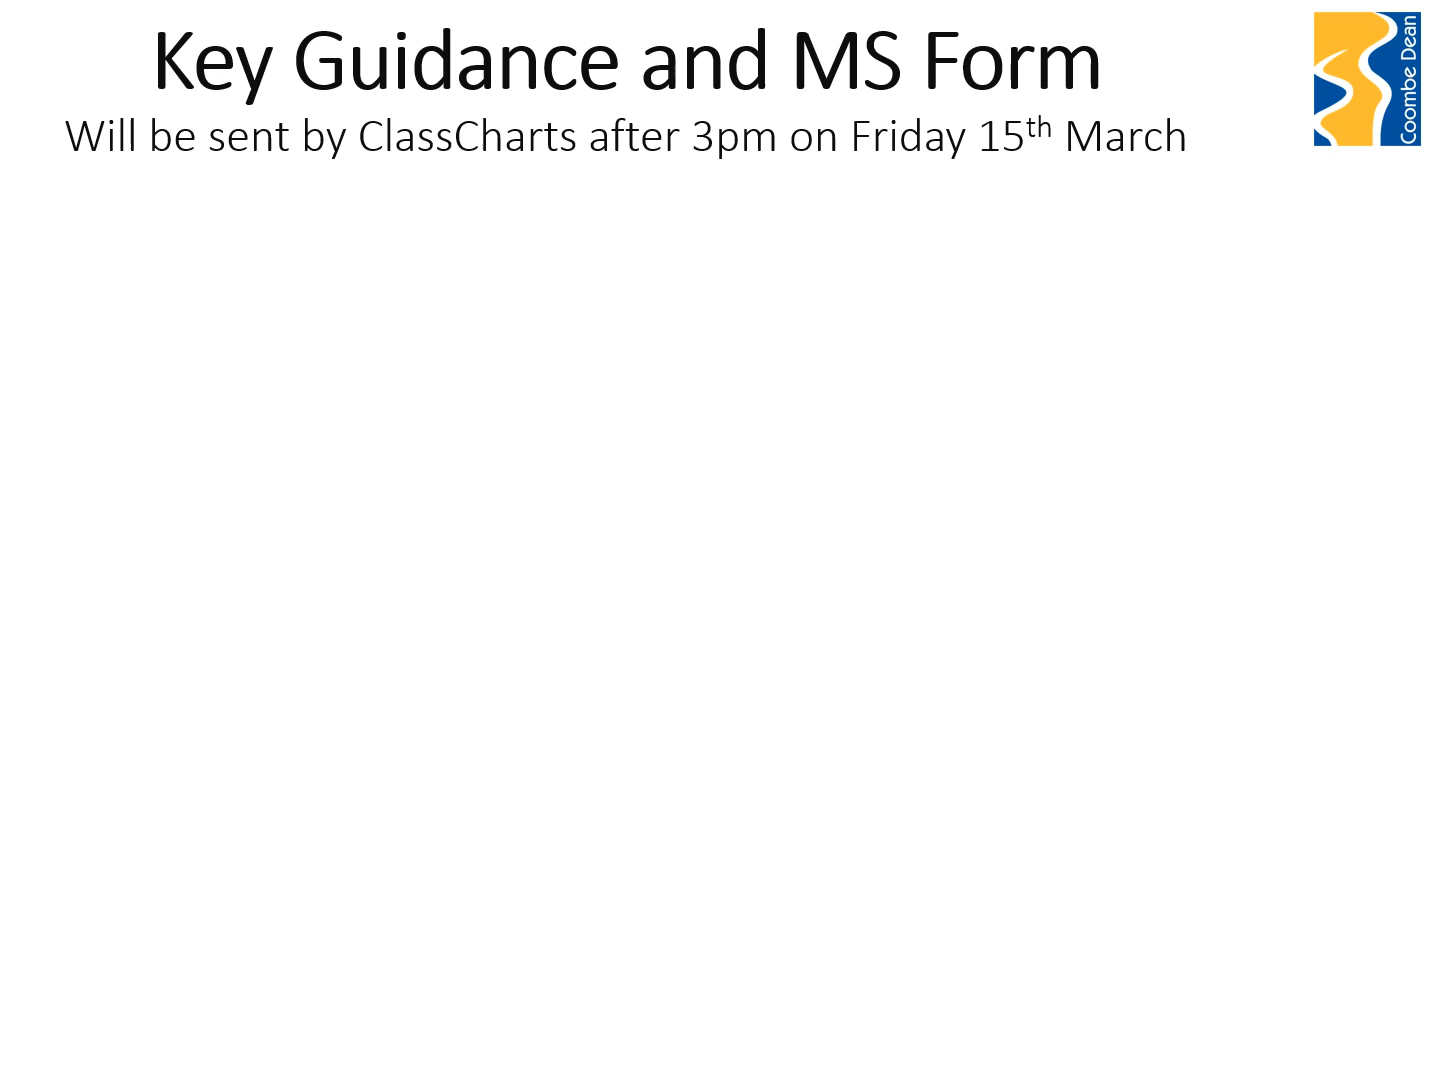 Key Guidance and MS Form
Will be sent by ClassCharts after 3pm on Friday 15th March
Coombe Dean